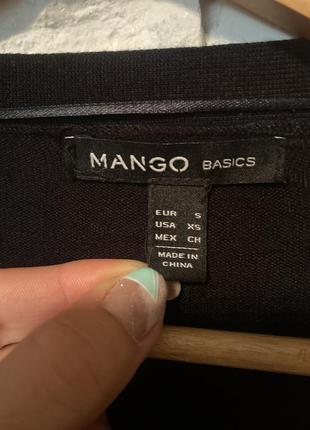 MANGO BASICS
EUR S
USA XS
MEX CH
MADE IN
CHINA